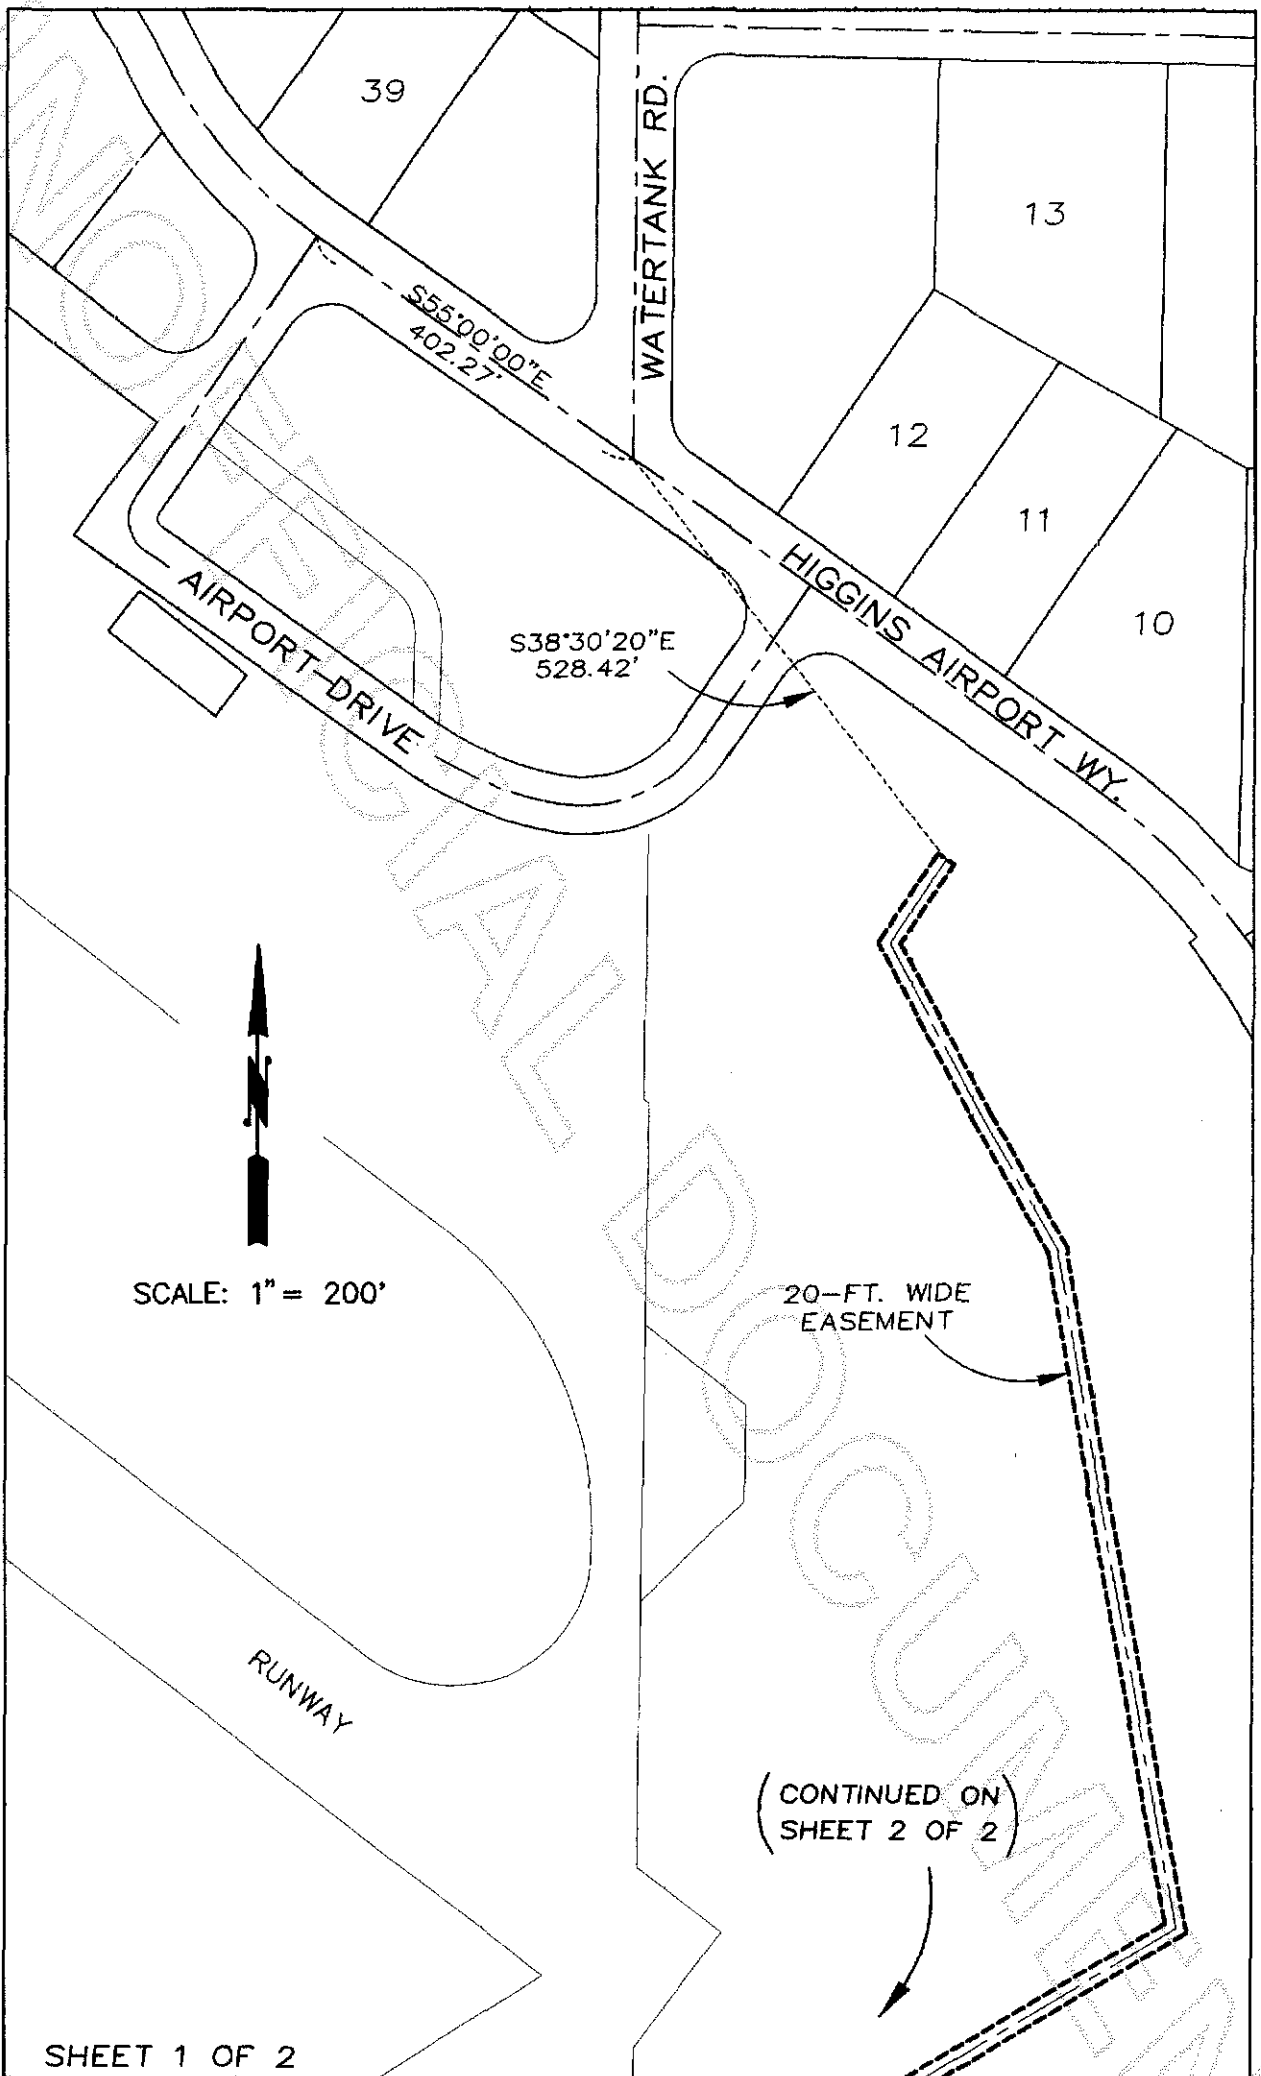 39
WATERTANK RD.
13
S55°00'00"E
402.27'
12
11
HIGGINS AIRPORT WY.
10
AIRPORT DRIVE
S38°30'20"E
528.42'
N
SCALE: 1" = 200'
20-FT. WIDE
EASEMENT
RUNWAY
(CONTINUED ON
SHEET 2 OF 2)
SHEET 1 OF 2
UNOFFICIAL DOCUMENT